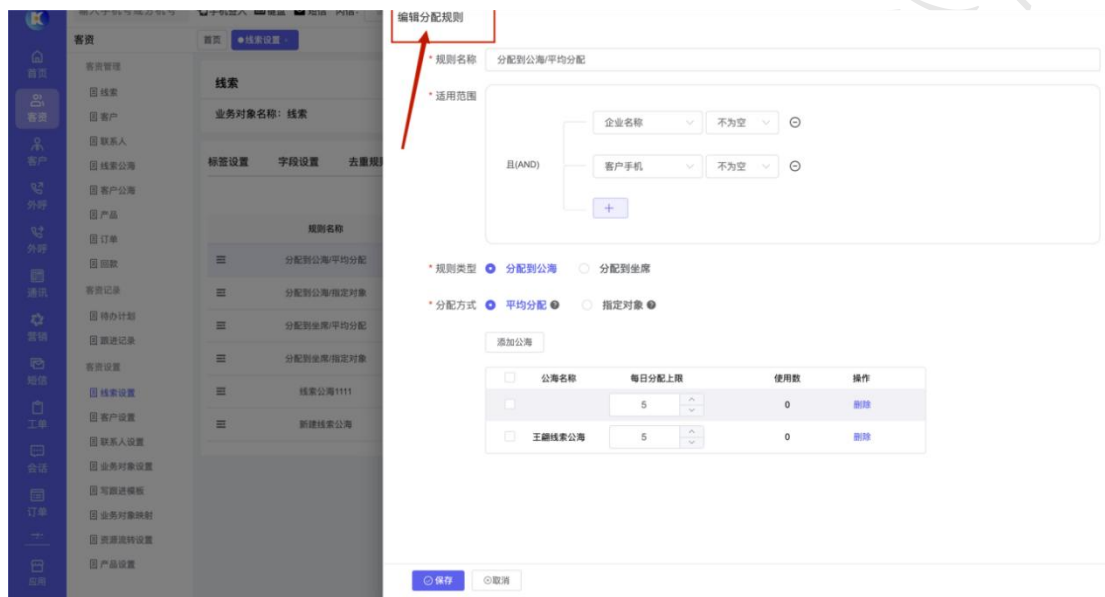 客资
首页
●线索设置
编辑分配规则
首页
客资
客户
外呼
外呼
通讯
营销
短信
工单
会话
订单
应用
客资管理
线索
客户
联系人
线索公海
客户公海
产品
订单
回款
客资记录
待办计划
跟进记录
客资设置
线索设置
客户设置
联系人设置
业务对象设置
写跟进模板
业务对象映射
资源流转设置
产品设置
线索
业务对象名称：线索
标签设置 字段设置 去重规
规则名称
分配到公海/平均分配
分配到公海/指定对象
分配到坐席/平均分配
分配到坐席/指定对象
线索公海1111
新建线索公海
* 规则名称 分配到公海/平均分配
* 适用范围
企业名称 不为空
且(AND)
客户手机 不为空
+
* 规则类型 分配到公海 分配到坐席
* 分配方式 平均分配 指定对象
添加公海
公海名称 每日分配上限 使用数 操作
5 0 删除
王翩线索公海 5 0 删除
保存 取消